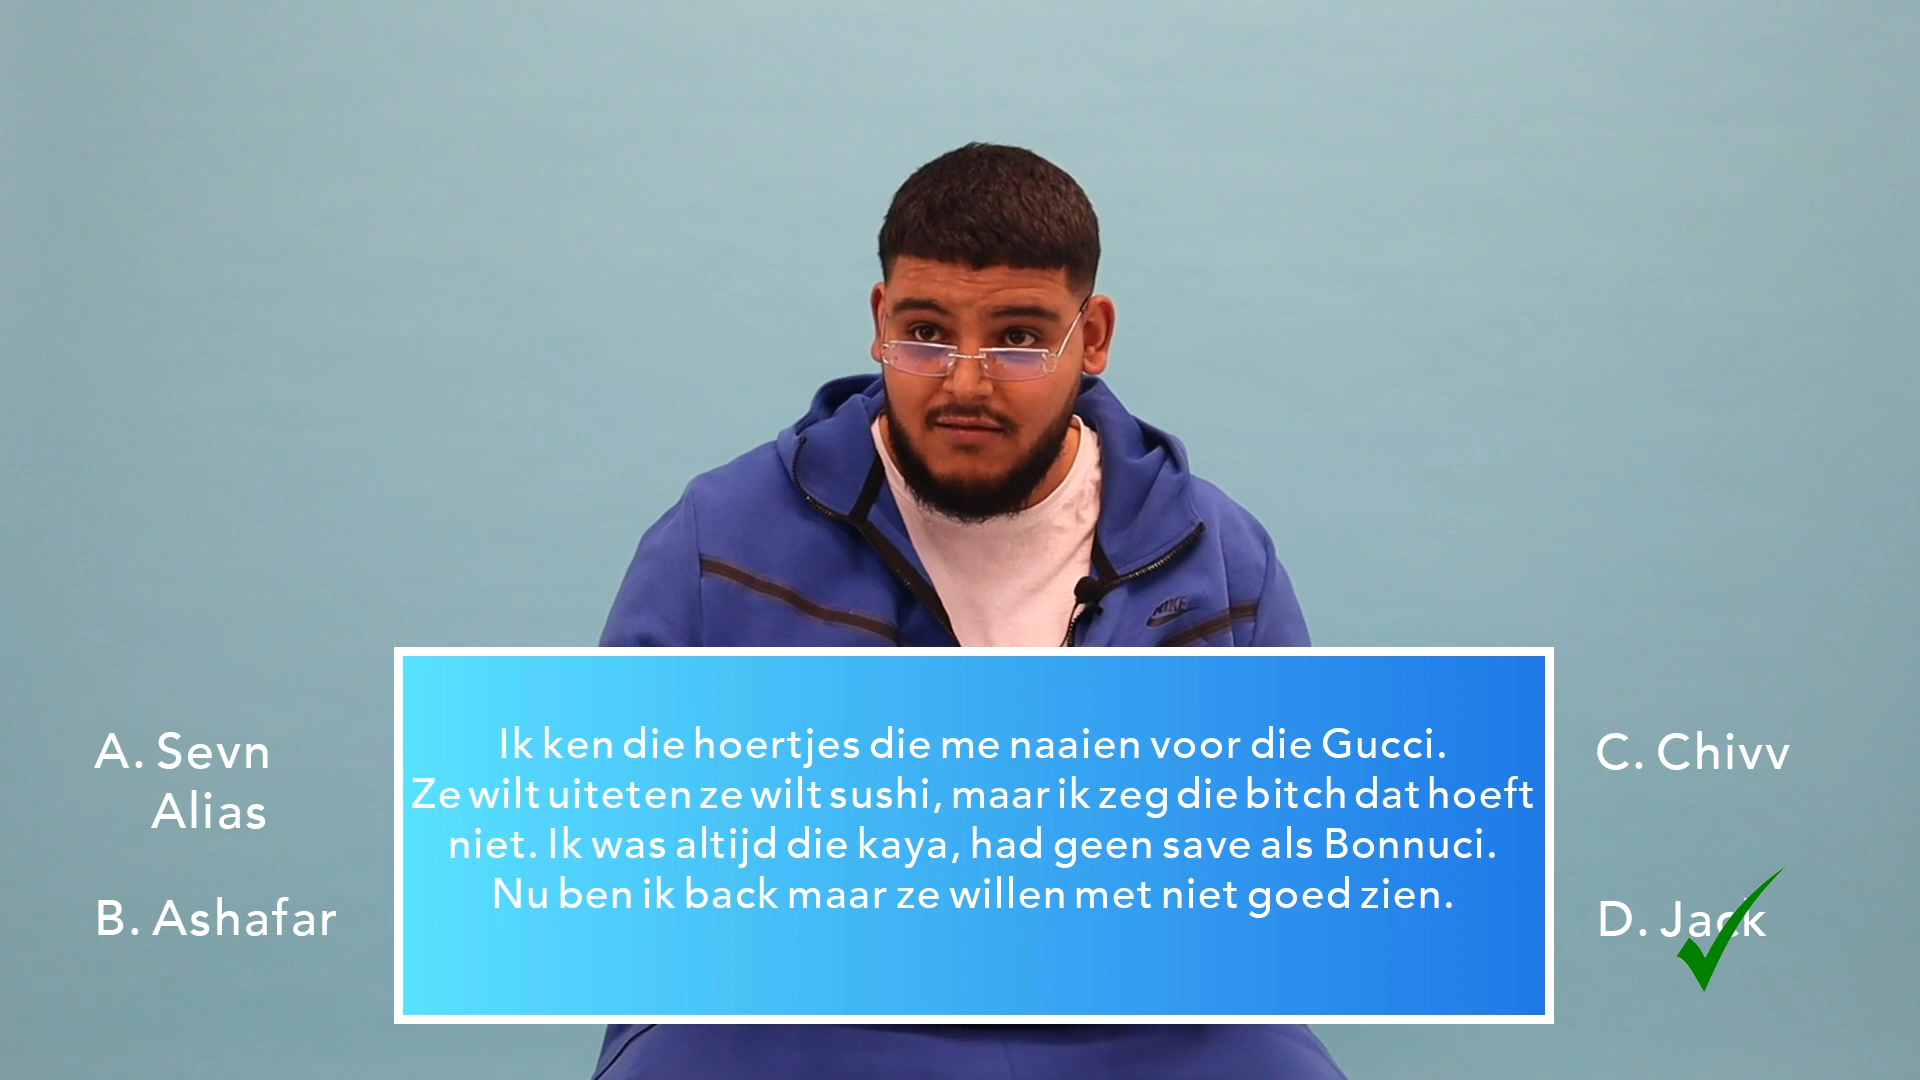 Ik ken die hoertjes die me naaien voor die Gucci.
Ze wilt uiteten ze wilt sushi, maar ik zeg die bitch dat hoeft
niet. Ik was altijd die kaya, had geen save als Bonnuci.
Nu ben ik back maar ze willen met niet goed zien.
A. Sevn
Alias
B. Ashafar
C. Chivv
D. Jack
NIKE